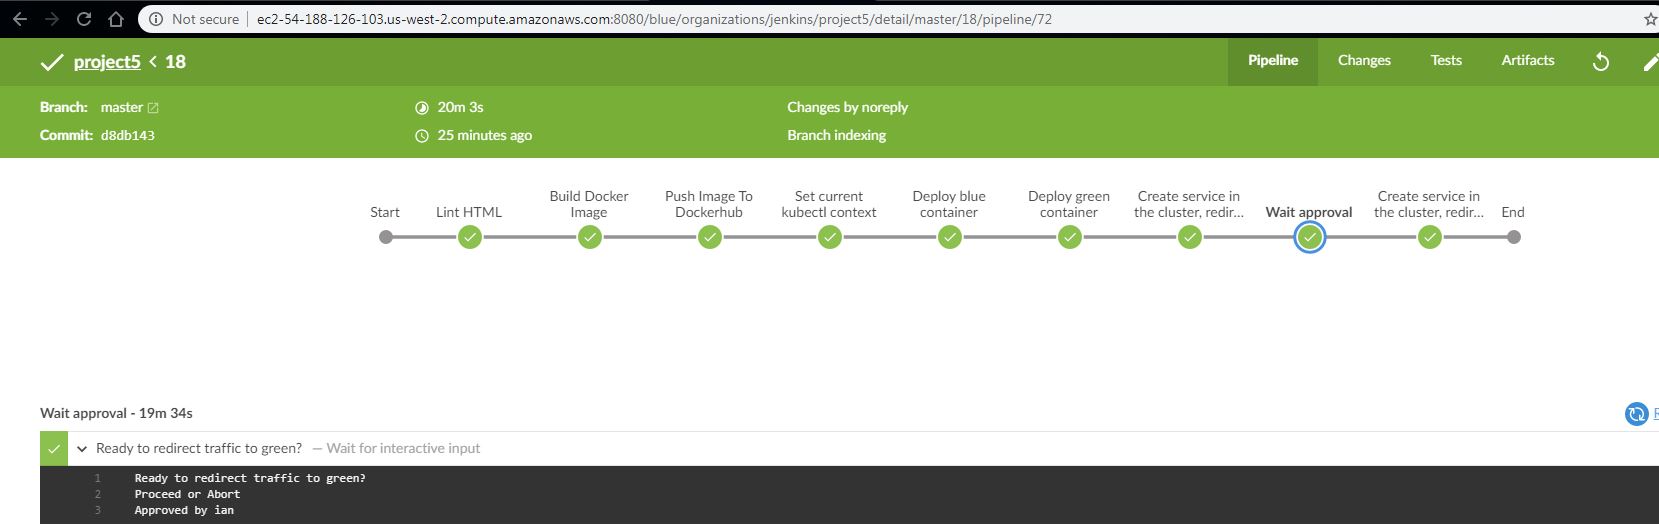 Not secure ec2-54-188-126-103.us-west-2.compute.amazonaws.com:8080/blue/organizations/jenkins/project5/detail/master/18/pipeline/72
project5 < 18
Pipeline Changes Tests Artifacts
Branch: master 20m 3s Changes by noreply
Commit: d8db143 25 minutes ago Branch indexing
Start
Lint HTML
Build Docker
Image
Push Image To
Dockerhub
Set current
kubectl context
Deploy blue
container
Deploy green
container
Create service in
the cluster, redir...
Wait approval
Create service in
the cluster, redir...
End
Wait approval - 19m 34s
R
Ready to redirect traffic to green? — Wait for interactive input
1 Ready to redirect traffic to green?
2 Proceed or Abort
3 Approved by ian